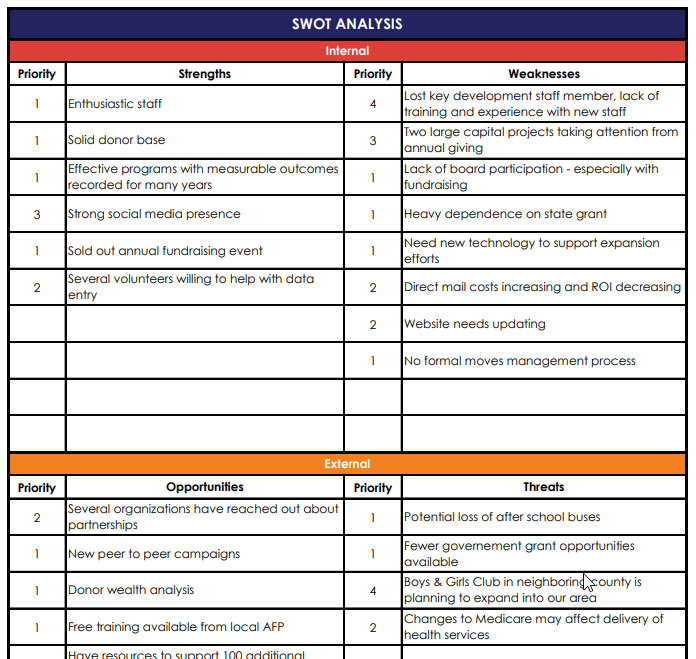 SWOT ANALYSIS
Internal
Priority Strengths Priority Weaknesses
1 Enthusiastic staff 4 Lost key development staff member, lack of
training and experience with new staff
1 Solid donor base 3 Two large capital projects taking attention from
annual giving
1 Effective programs with measurable outcomes
recorded for many years 1 Lack of board participation - especially with
fundraising
3 Strong social media presence 1 Heavy dependence on state grant
1 Sold out annual fundraising event 1 Need new technology to support expansion
efforts
2 Several volunteers willing to help with data
entry 2 Direct mail costs increasing and ROI decreasing
2 Website needs updating
1 No formal moves management process
External
Priority Opportunities Priority Threats
2 Several organizations have reached out about
partnerships 1 Potential loss of after school buses
1 New peer to peer campaigns 1 Fewer governement grant opportunities
available
1 Donor wealth analysis 4 Boys & Girls Club in neighboring county is
planning to expand into our area
1 Free training available from local AFP 2 Changes to Medicare may affect delivery of
health services
Have resources to support 100 additional